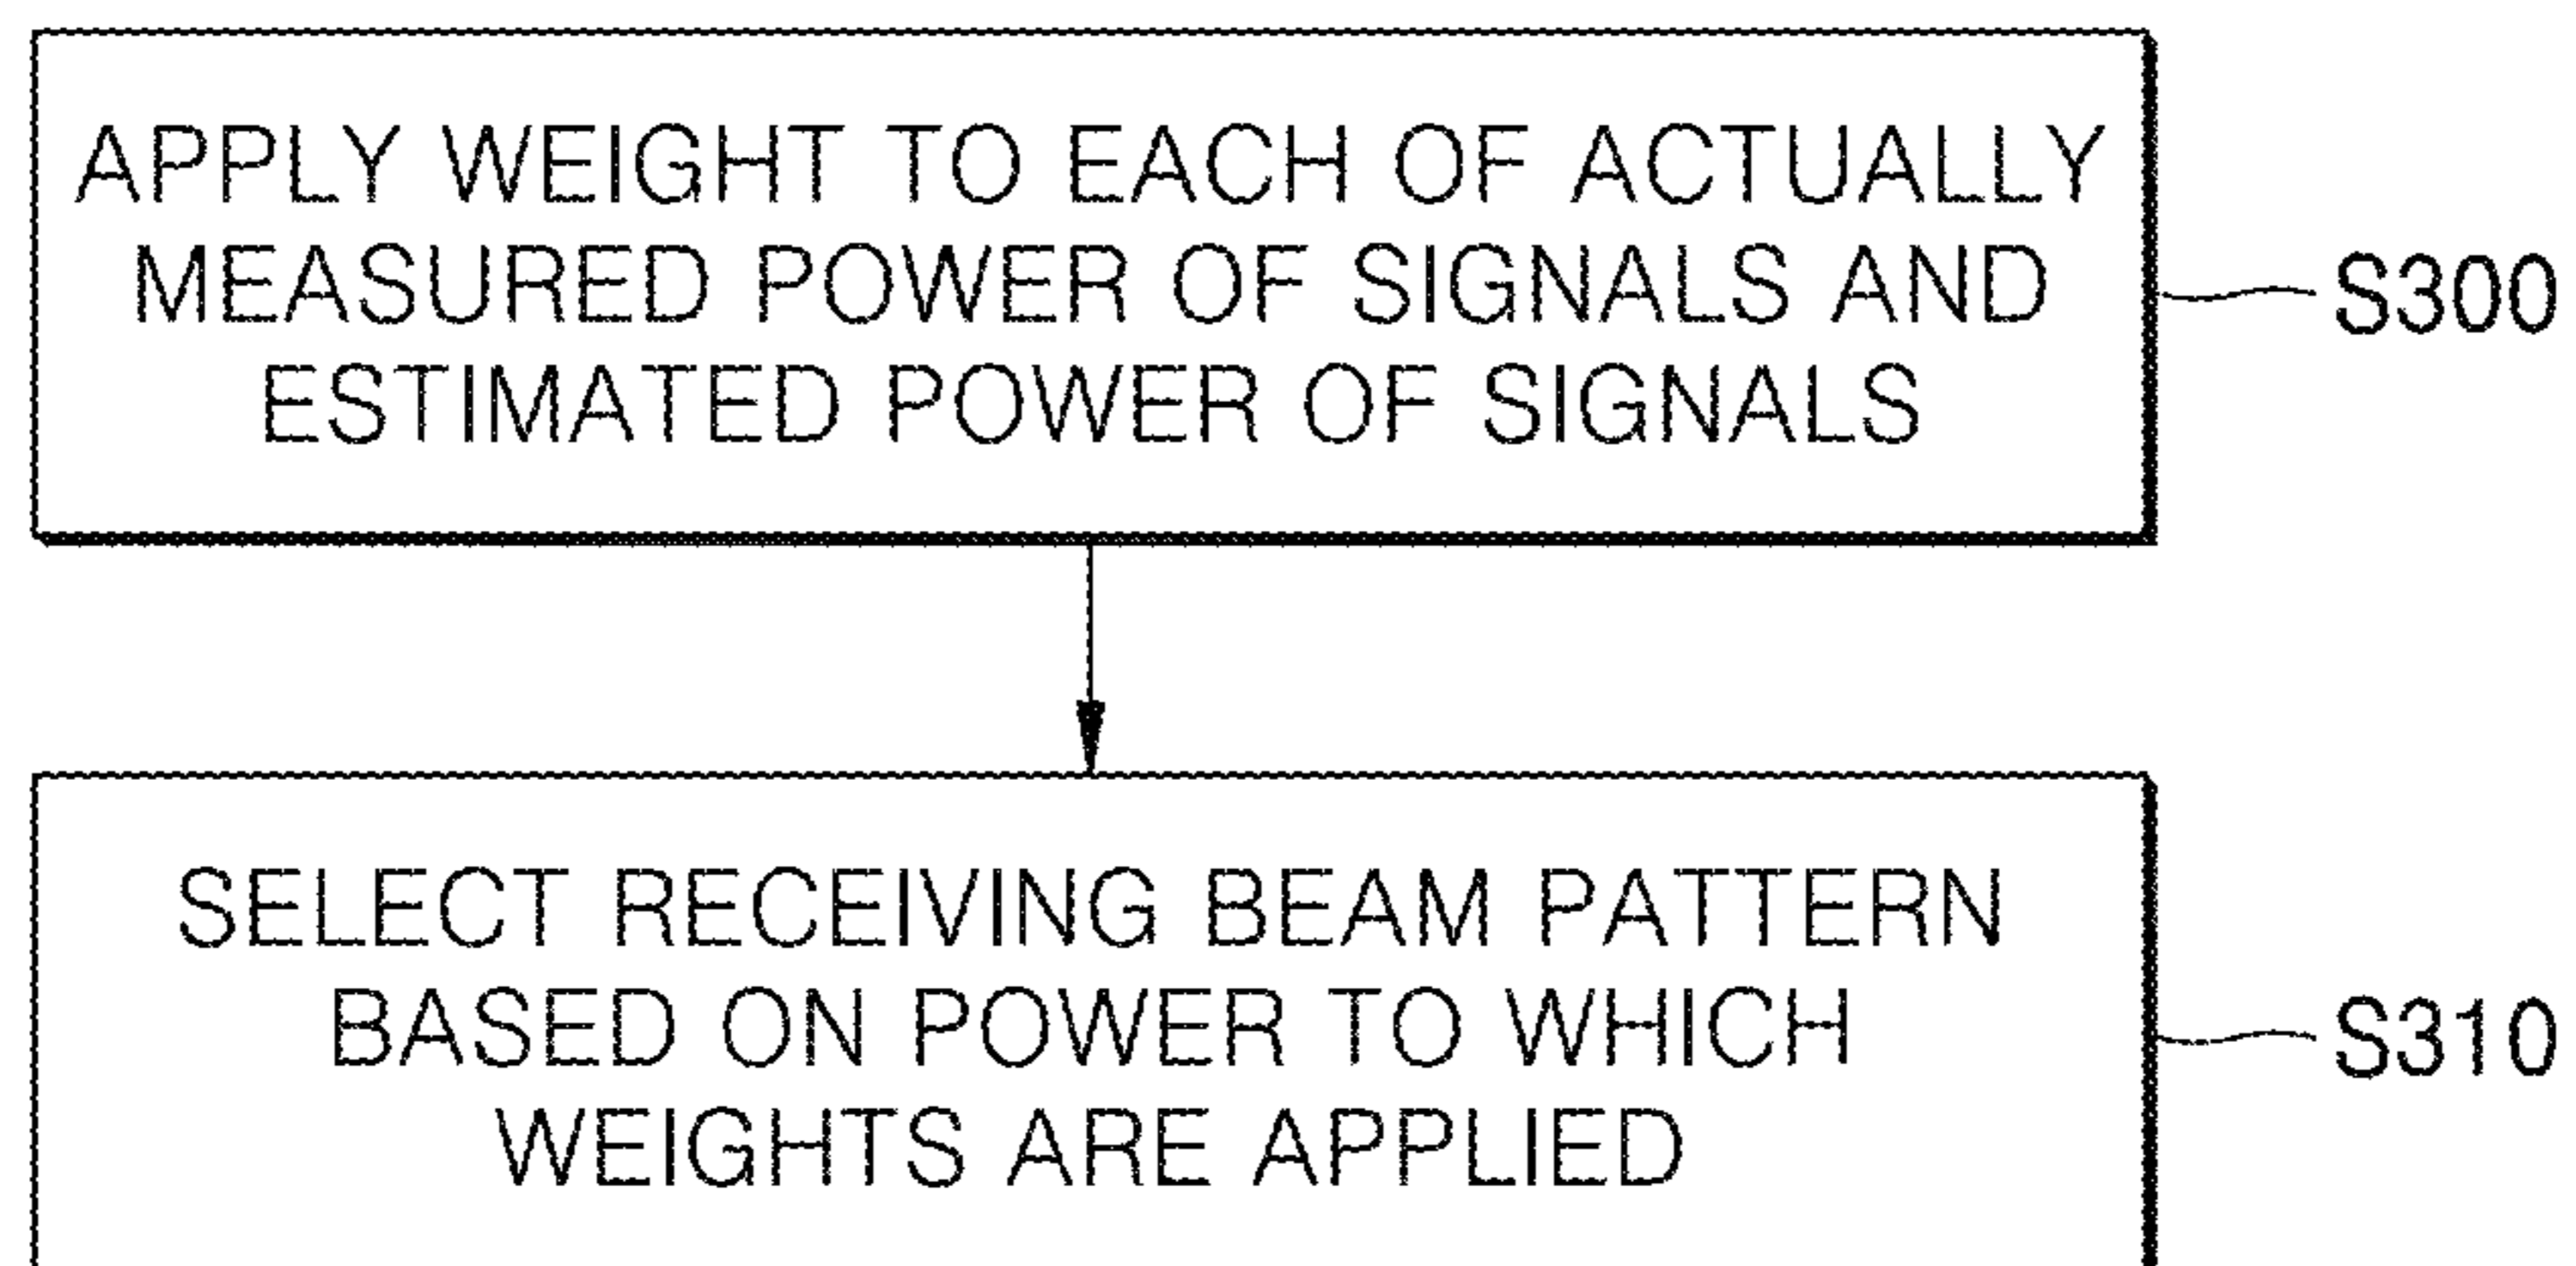 APPLY WEIGHT TO EACH OF ACTUALLY
MEASURED POWER OF SIGNALS AND
ESTIMATED POWER OF SIGNALS
S300
SELECT RECEIVING BEAM PATTERN
BASED ON POWER TO WHICH
WEIGHTS ARE APPLIED
S310